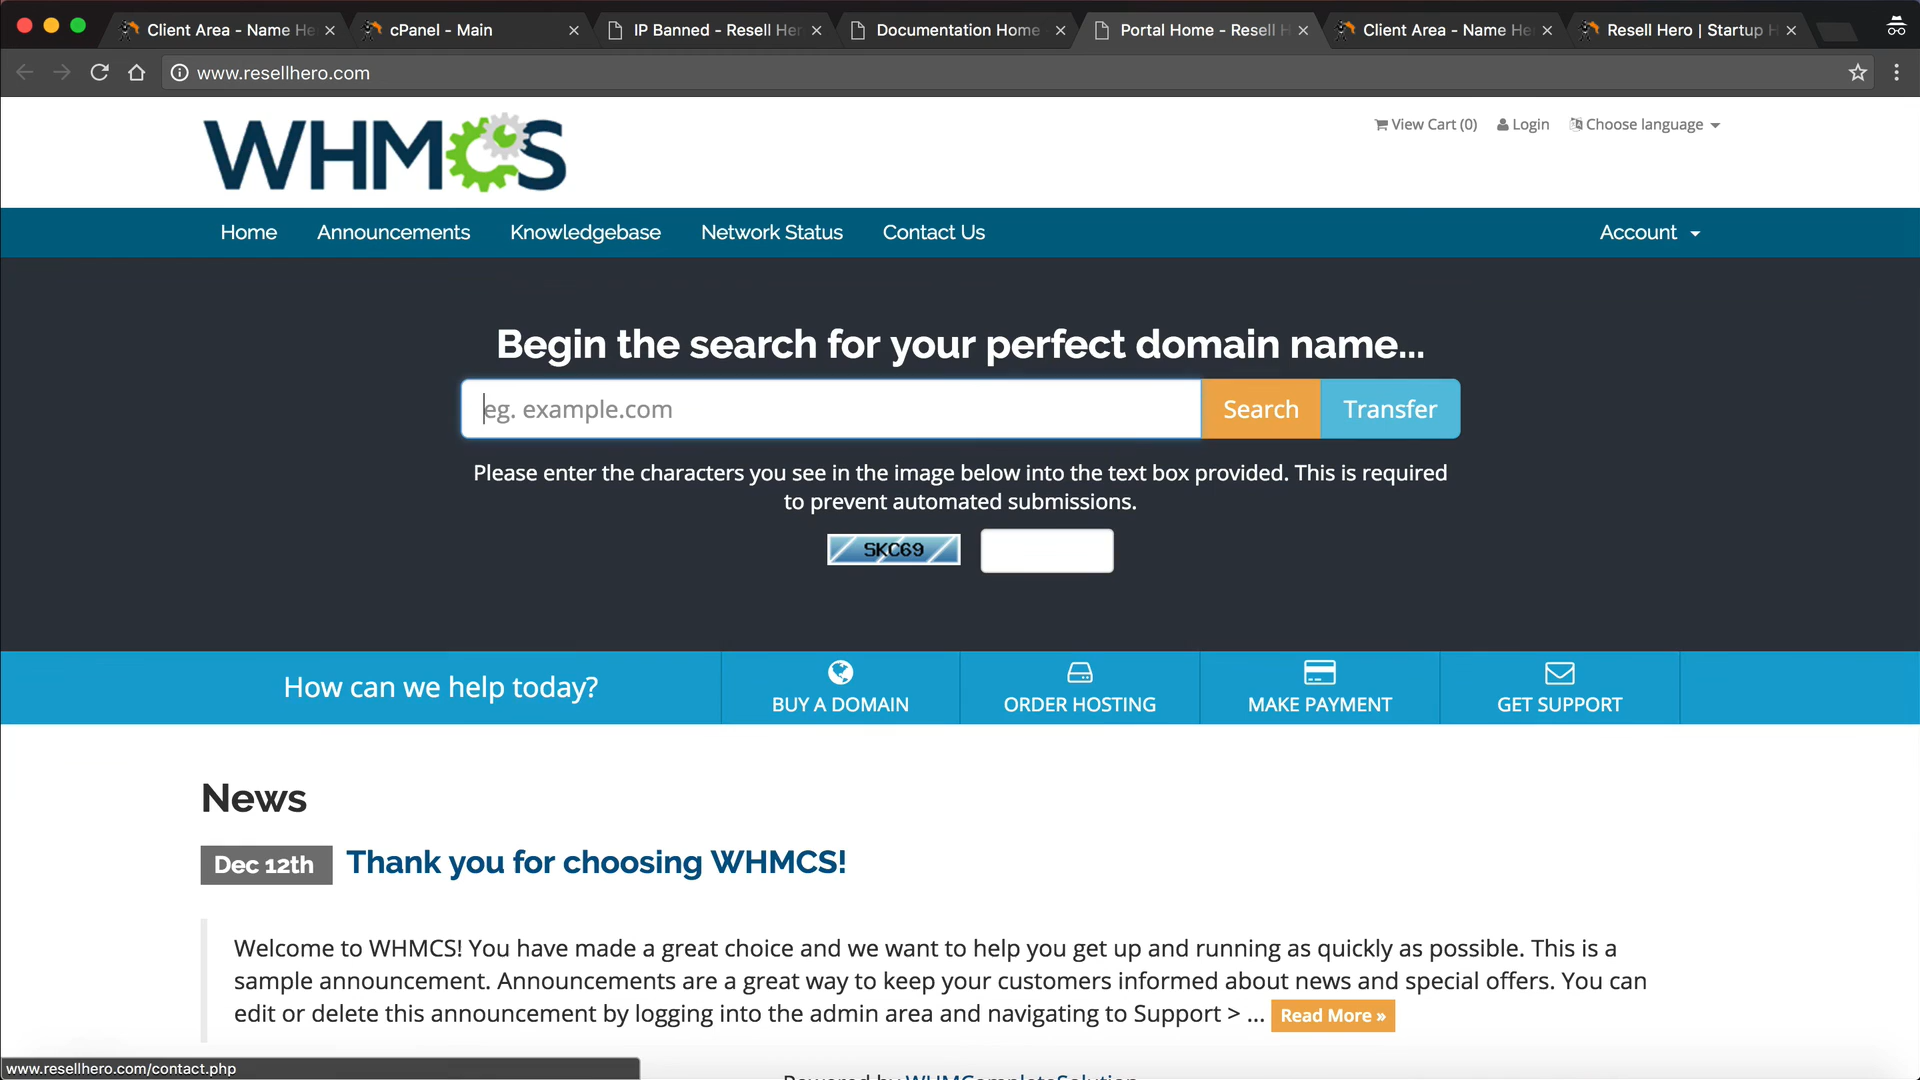 Client Area - Name He
cPanel - Main
IP Banned - Resell Her
Documentation Home
Portal Home - Resell H
Client Area - Name He
Resell Hero | Startup H
www.resellhero.com
WHMCS
View Cart (0)
Login
Choose language
Home
Announcements
Knowledgebase
Network Status
Contact Us
Account
Begin the search for your perfect domain name...
eg. example.com
Search
Transfer
Please enter the characters you see in the image below into the text box provided. This is required
to prevent automated submissions.
SKC69
How can we help today?
BUY A DOMAIN
ORDER HOSTING
MAKE PAYMENT
GET SUPPORT
News
Dec 12th
Thank you for choosing WHMCS!
Welcome to WHMCS! You have made a great choice and we want to help you get up and running as quickly as possible. This is a
sample announcement. Announcements are a great way to keep your customers informed about news and special offers. You can
edit or delete this announcement by logging into the admin area and navigating to Support > ...
Read More »
www.resellhero.com/contact.php
Powered by WHMCompleteSolution